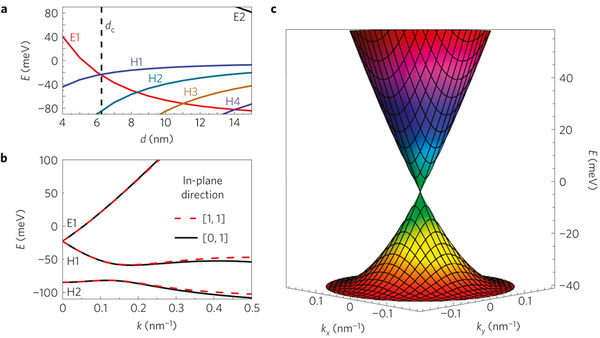 a
E2
E1
d_c
H1
H2
H3
H4
0
−40
−80
E (meV)
4 6 8 10 12 14
d (nm)
b
100
50
0
−50
−100
E (meV)
In-plane
direction
[1, 1]
[0, 1]
E1
H1
H2
0 0.1 0.2 0.3 0.4 0.5
k (nm⁻¹)
c
40
20
0
−20
−40
E (meV)
0.1
0
−0.1
k_x (nm⁻¹)
−0.1
0
0.1
k_y (nm⁻¹)